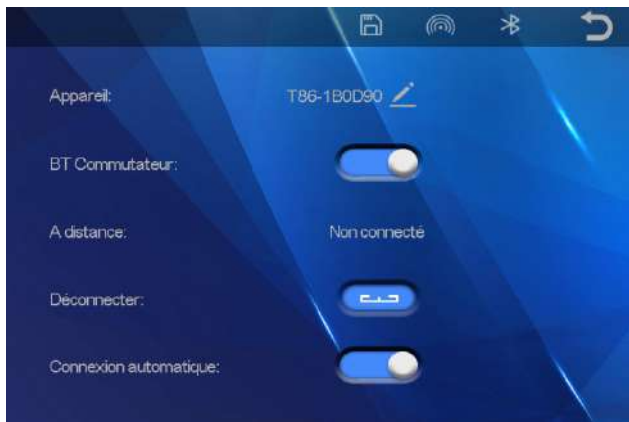 Appareil: T86-1B0D90
BT Commutateur:
A distance: Non connecté
Déconnecter:
Connexion automatique: